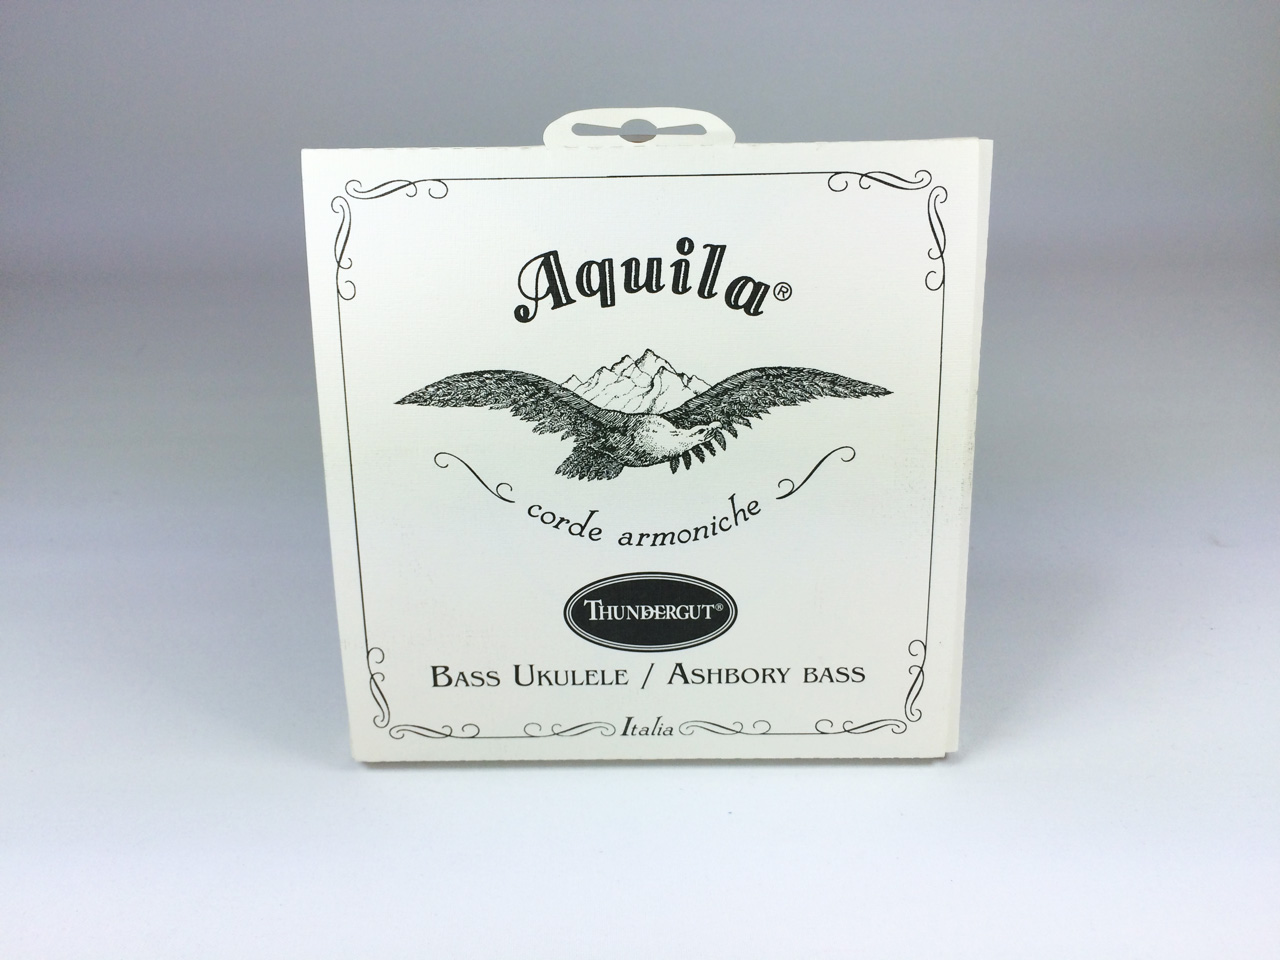 Aquila®
corde armoniche
THUNDERGUT®
BASS UKULELE / ASHBORY BASS
Italia